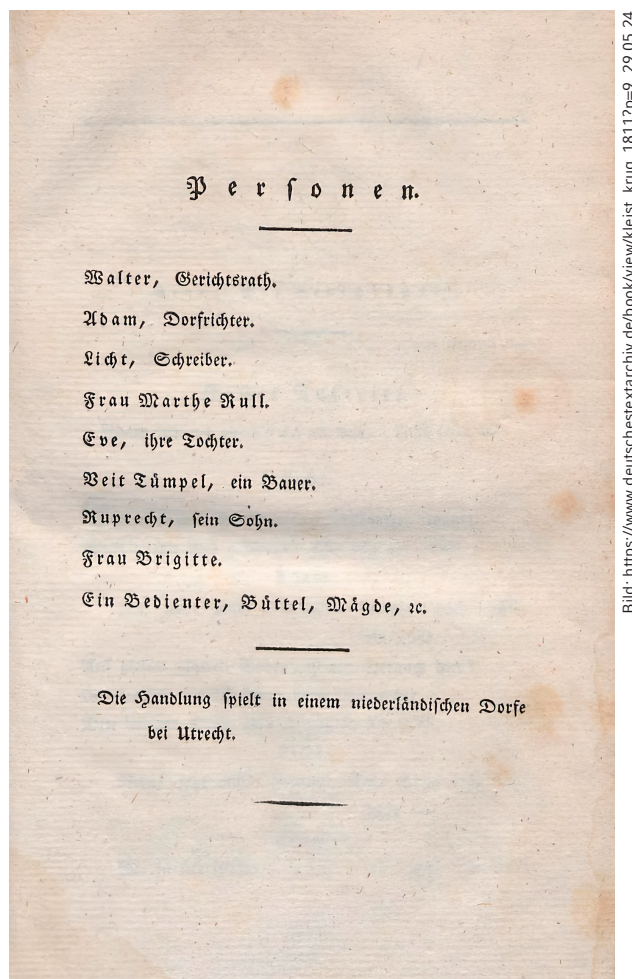 Personen.
Walter, Gerichtsrath.
Adam, Dorfrichter.
Licht, Schreiber.
Frau Marthe Rull.
Eve, ihre Tochter.
Veit Tümpel, ein Bauer.
Ruprecht, sein Sohn.
Frau Brigitte.
Ein Bedienter, Büttel, Mägde, ꝛc.
Die Handlung spielt in einem niederländischen Dorfe
bei Utrecht.
Bild: https://www.deutschestextarchiv.de/book/view/kleist_krug_1811?p=9, 29.05.24